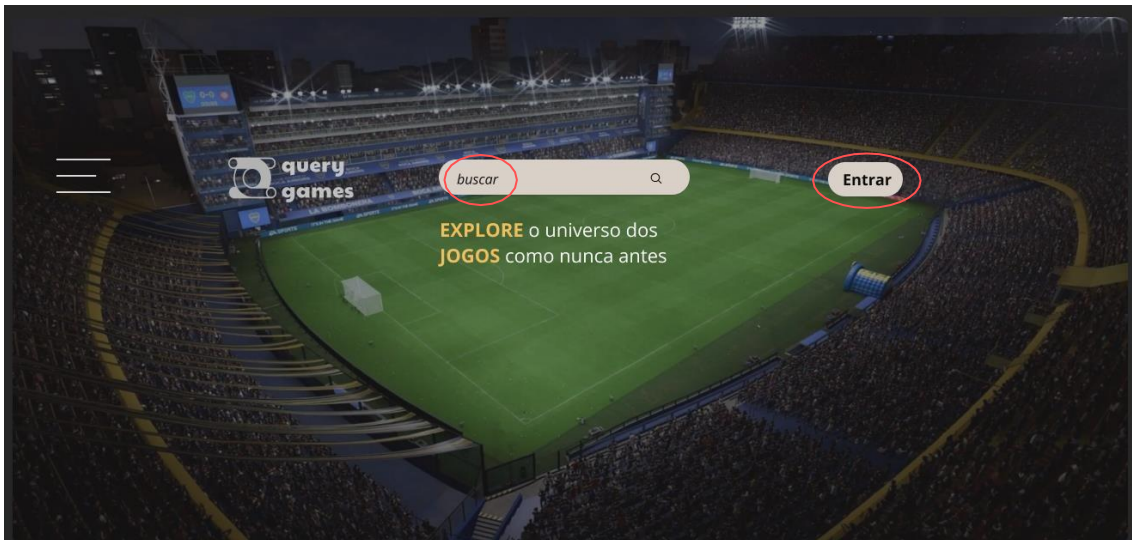 query
games
buscar
Entrar
EXPLORE o universo dos
JOGOS como nunca antes